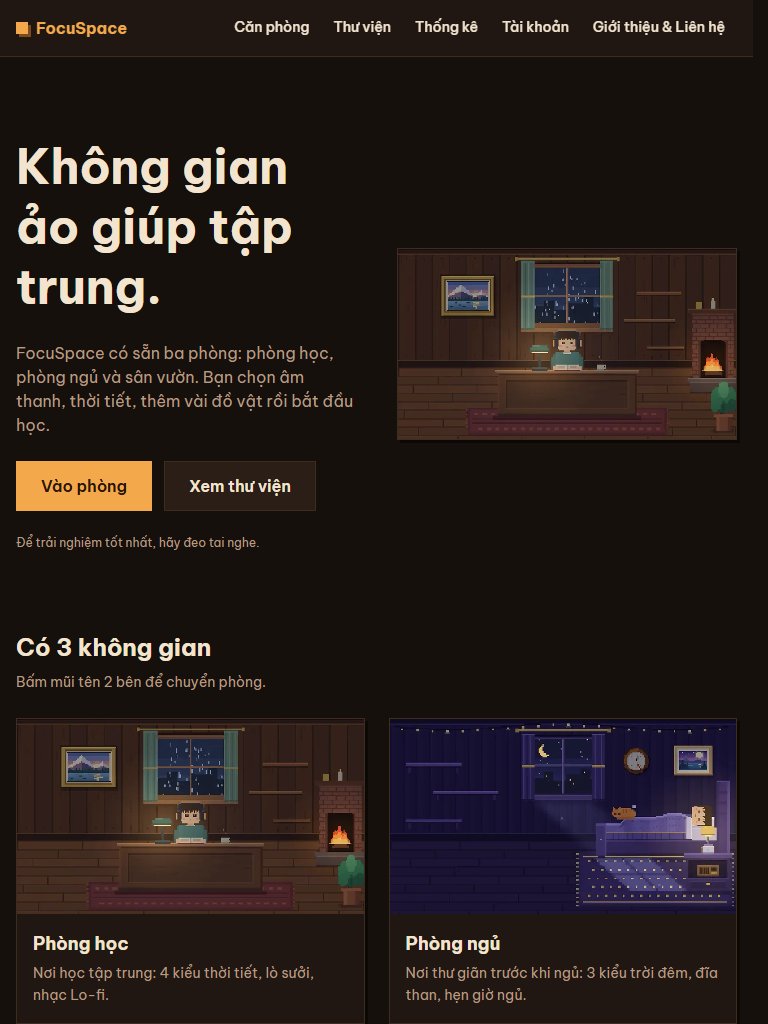 FocuSpace
Căn phòng
Thư viện
Thống kê
Tài khoản
Giới thiệu & Liên hệ
Không gian
ảo giúp tập
trung.
FocuSpace có sẵn ba phòng: phòng học,
phòng ngủ và sân vườn. Bạn chọn âm
thanh, thời tiết, thêm vài đồ vật rồi bắt đầu
học.
Vào phòng
Xem thư viện
Để trải nghiệm tốt nhất, hãy đeo tai nghe.
Có 3 không gian
Bấm mũi tên 2 bên để chuyển phòng.
Phòng học
Nơi học tập trung: 4 kiểu thời tiết, lò sưởi,
nhạc Lo-fi.
Phòng ngủ
Nơi thư giãn trước khi ngủ: 3 kiểu trời đêm, đĩa
than, hẹn giờ ngủ.